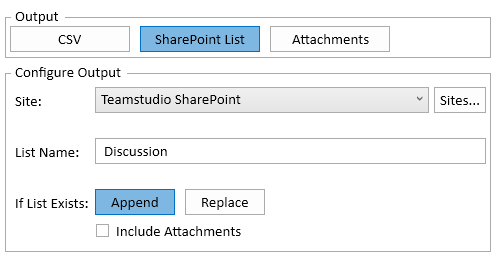 Output
CSV SharePoint List Attachments
Configure Output
Site: Teamstudio SharePoint Sites...
List Name: Discussion
If List Exists: Append Replace
Include Attachments